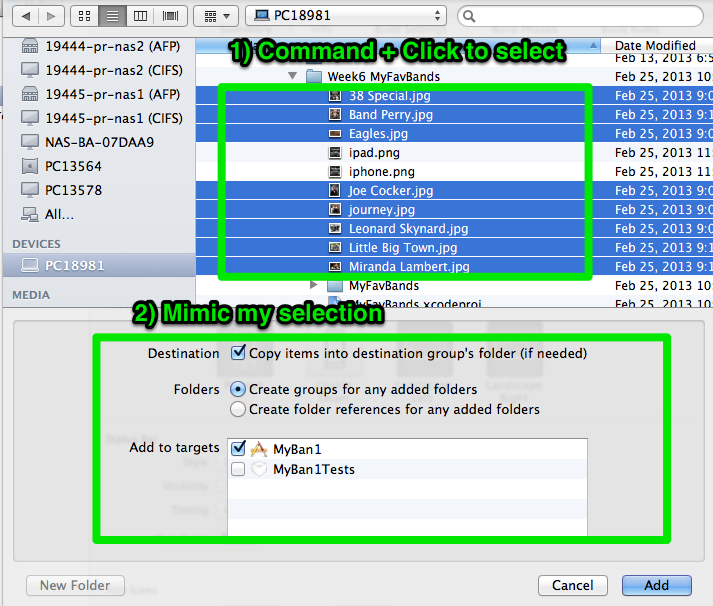 PC18981
19444-pr-nas2 (AFP)
19444-pr-nas2 (CIFS)
19445-pr-nas1 (AFP)
19445-pr-nas1 (CIFS)
NAS-BA-07DAA9
PC13564
PC13578
All...
DEVICES
PC18981
MEDIA
1) Command + Click to select
Date Modified
Feb 13, 2013 6:5
Week6 MyFavBands Feb 25, 2013 10:
38 Special.jpg Feb 25, 2013 9:0
Band Perry.jpg Feb 25, 2013 9:1
Eagles.jpg Feb 25, 2013 9:0
ipad.png Feb 25, 2013 10:
iphone.png Feb 25, 2013 10:
Joe Cocker.jpg Feb 25, 2013 9:0
journey.jpg Feb 25, 2013 9:0
Leonard Skynard.jpg Feb 25, 2013 9:0
Little Big Town.jpg Feb 25, 2013 9:1
Miranda Lambert.jpg Feb 25, 2013 9:1
MyFavBands Feb 25, 2013 10:
MyFavBands.xcodeproj Feb 25, 2013 10:
2) Mimic my selection
Destination Copy items into destination group's folder (if needed)
Folders Create groups for any added folders
Create folder references for any added folders
Add to targets MyBan1
MyBan1Tests
Status Bar
Style
Visibility
Tinting
Icons
New Folder Cancel Add